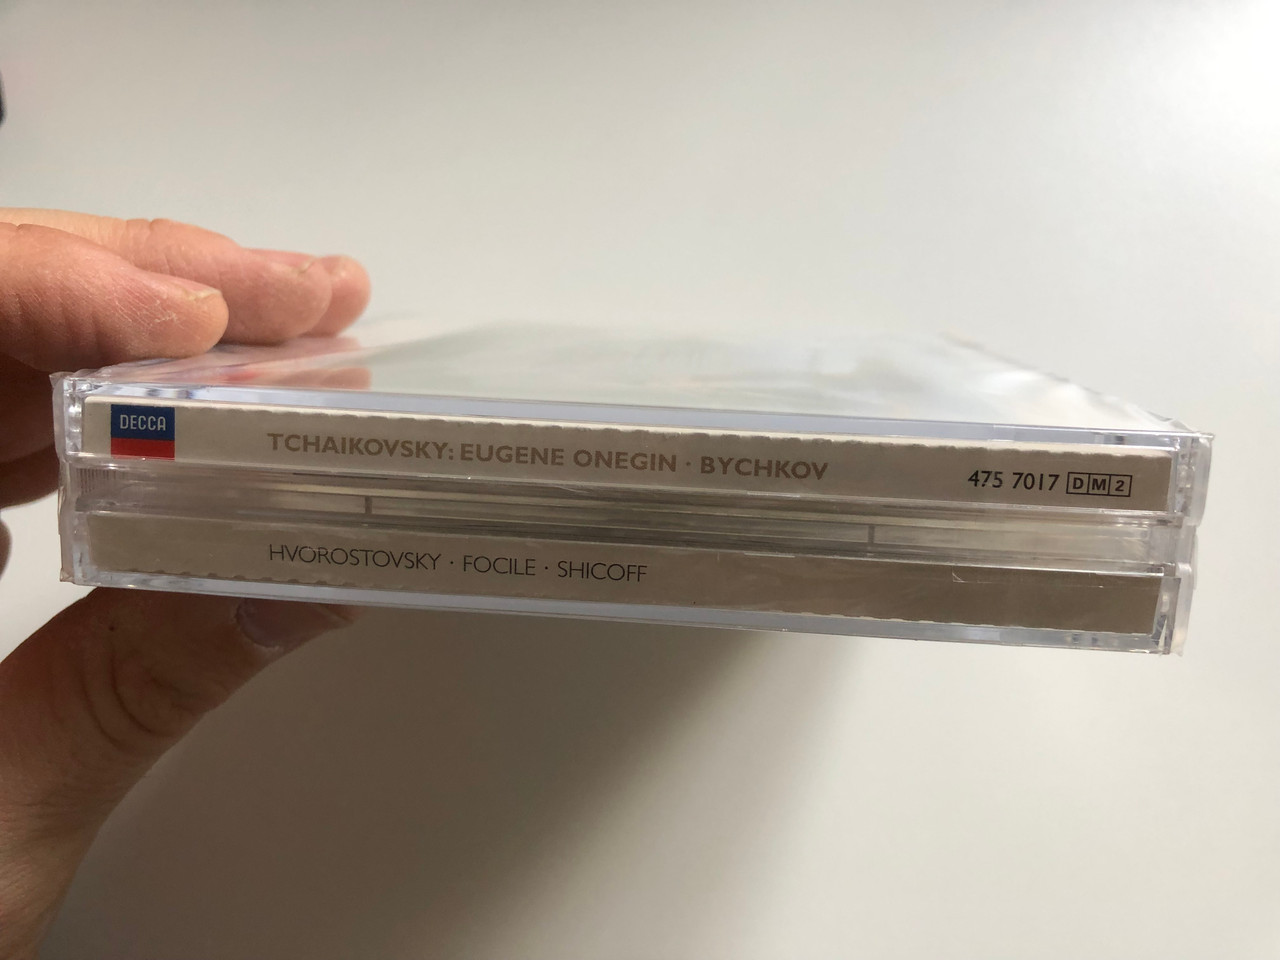 DECCA
TCHAIKOVSKY: EUGENE ONEGIN · BYCHKOV
475 7017 DM2
HVOROSTOVSKY · FOCILE · SHICOFF